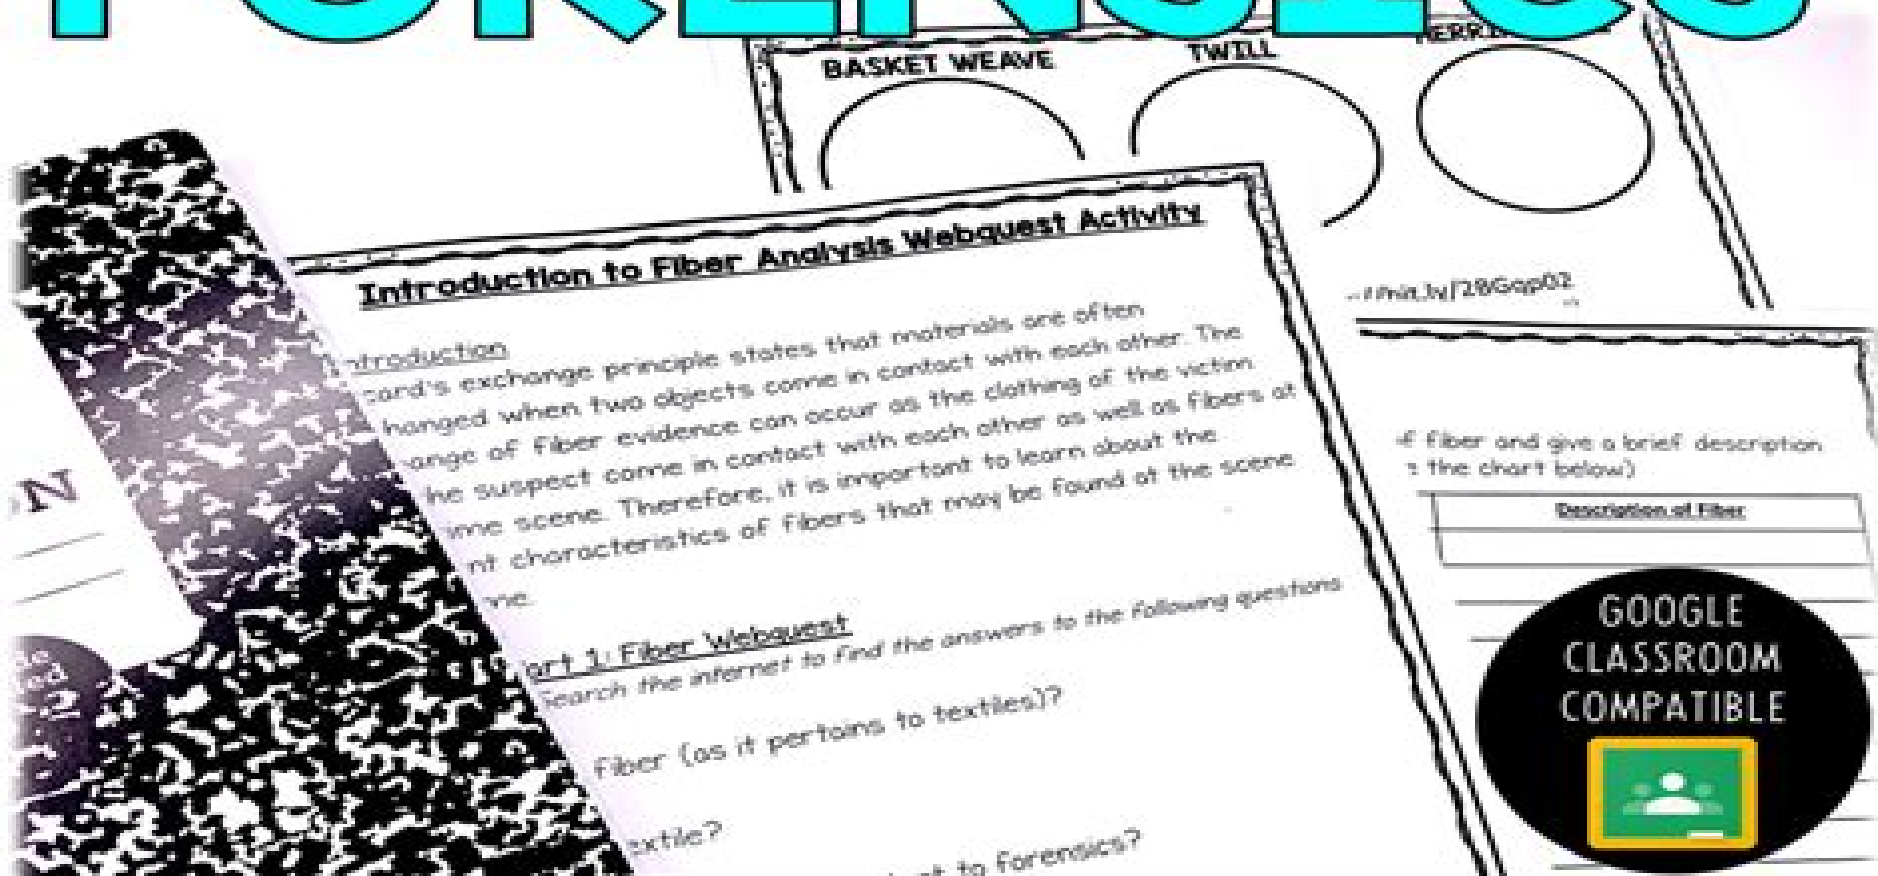 FORENSICS
BASKET WEAVE
TWILL
Introduction to Fiber Analysis Webquest Activity
ntroduction
card's exchange principle states that materials are often
hanged when two objects come in contact with each other. The
ange of fiber evidence can occur as the clothing of the victim
he suspect come in contact with each other as well as fibers at
ime scene. Therefore, it is important to learn about the
nt characteristics of fibers that may be found at the scene
me.
art 1: Fiber Webquest
Search the internet to find the answers to the following questions
fiber (as it pertains to textiles)?
extile?
to forensics?
of fiber and give a brief description
the chart below)
Description of Fiber
GOOGLE
CLASSROOM
COMPATIBLE